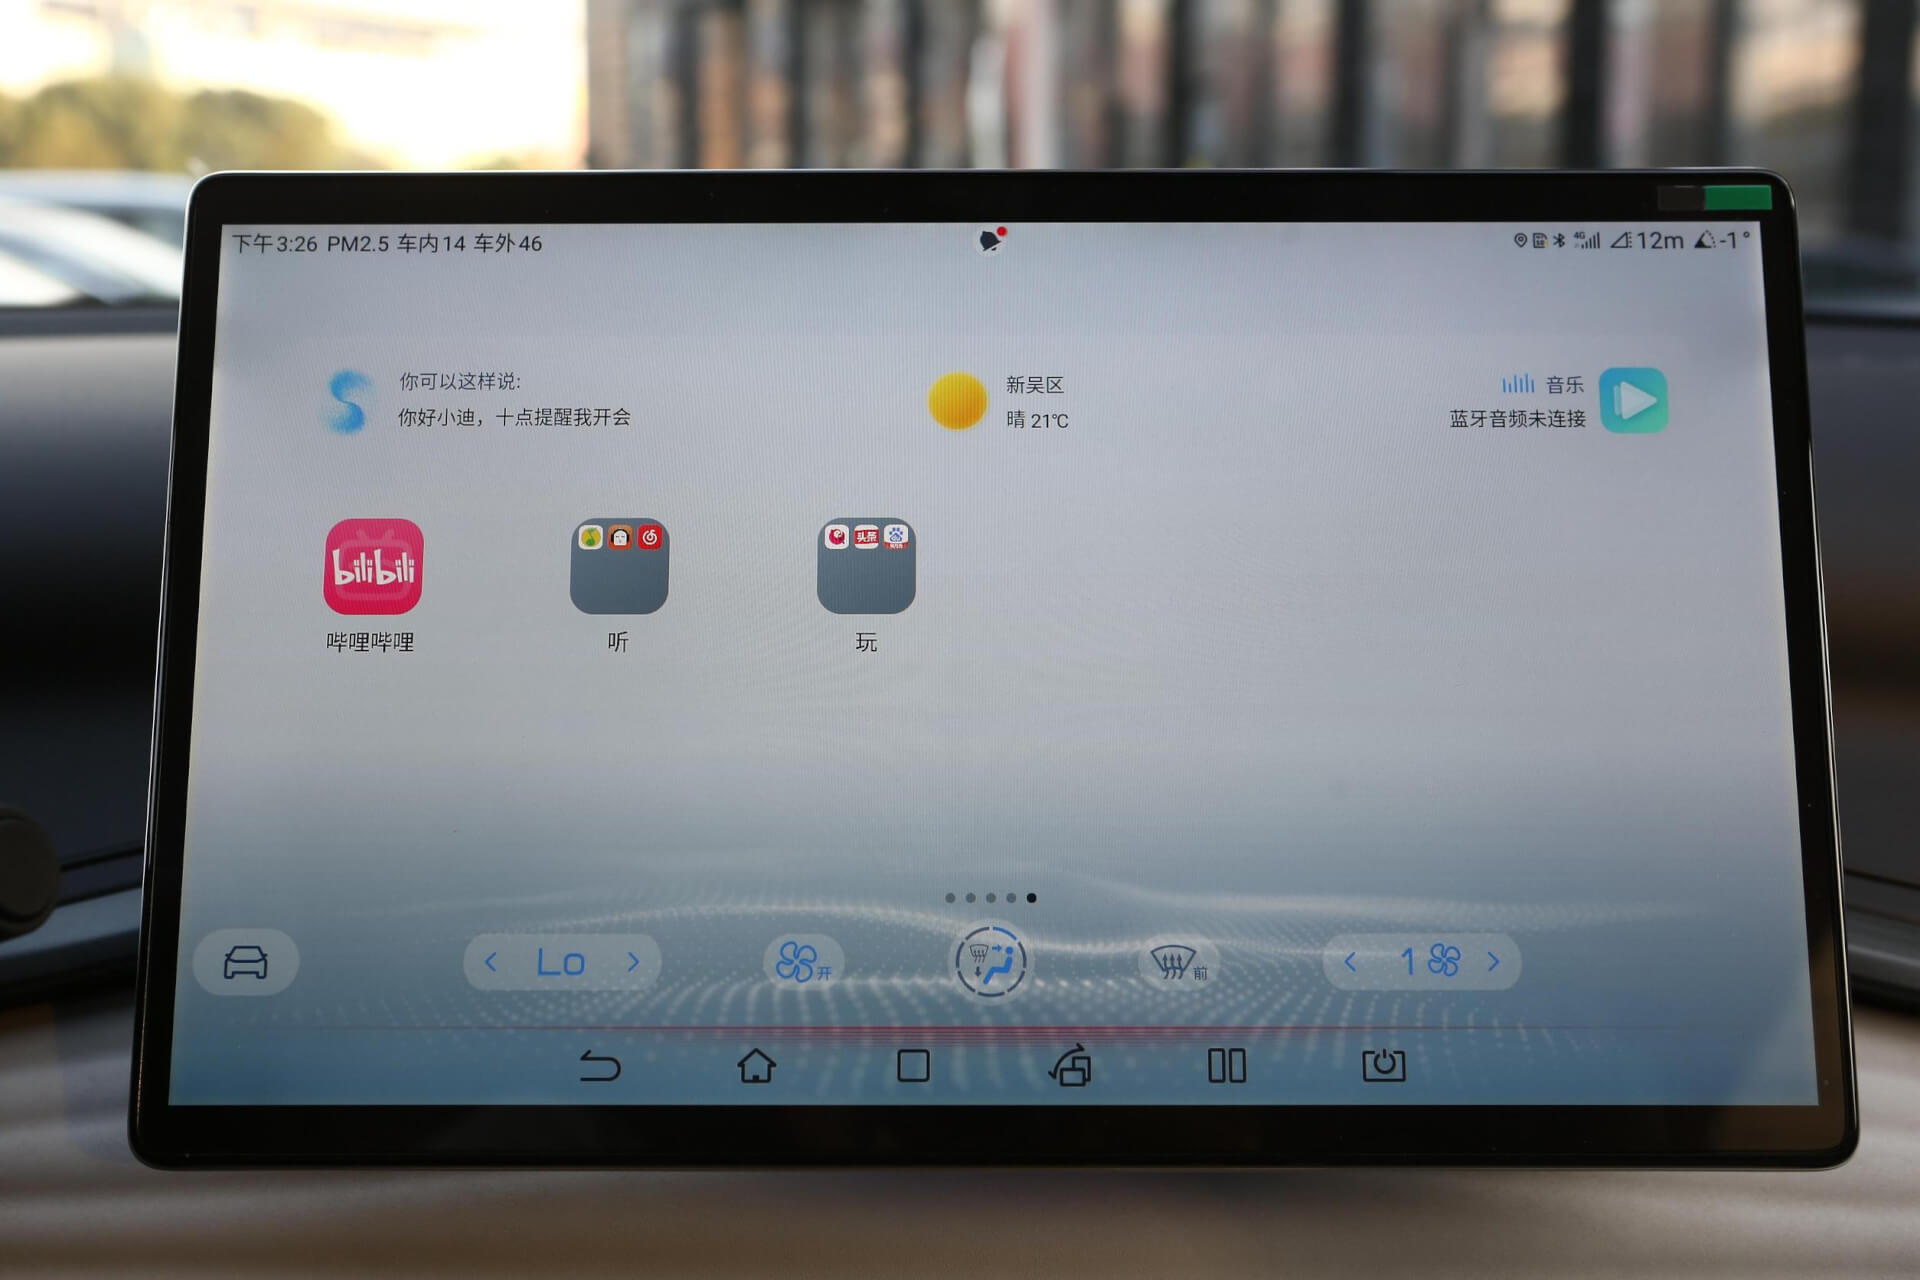 下午3:26 PM2.5 车内14 车外46
4G 12m -1°
你可以这样说:
你好小迪，十点提醒我开会
新吴区
晴 21℃
音乐
蓝牙音频未连接
bilibili
头条
哔哩哔哩
听
玩
Lo
开
前
1